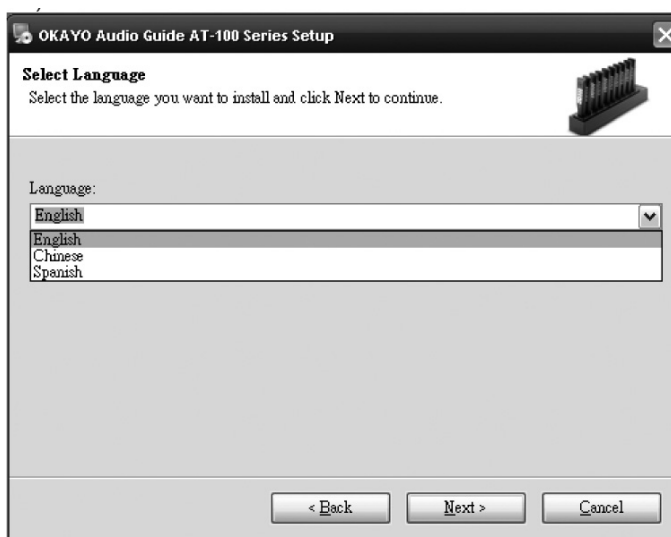 OKAYO Audio Guide AT-100 Series Setup
Select Language
Select the language you want to install and click Next to continue.
Language:
English
English
Chinese
Spanish
< Back
Next >
Cancel